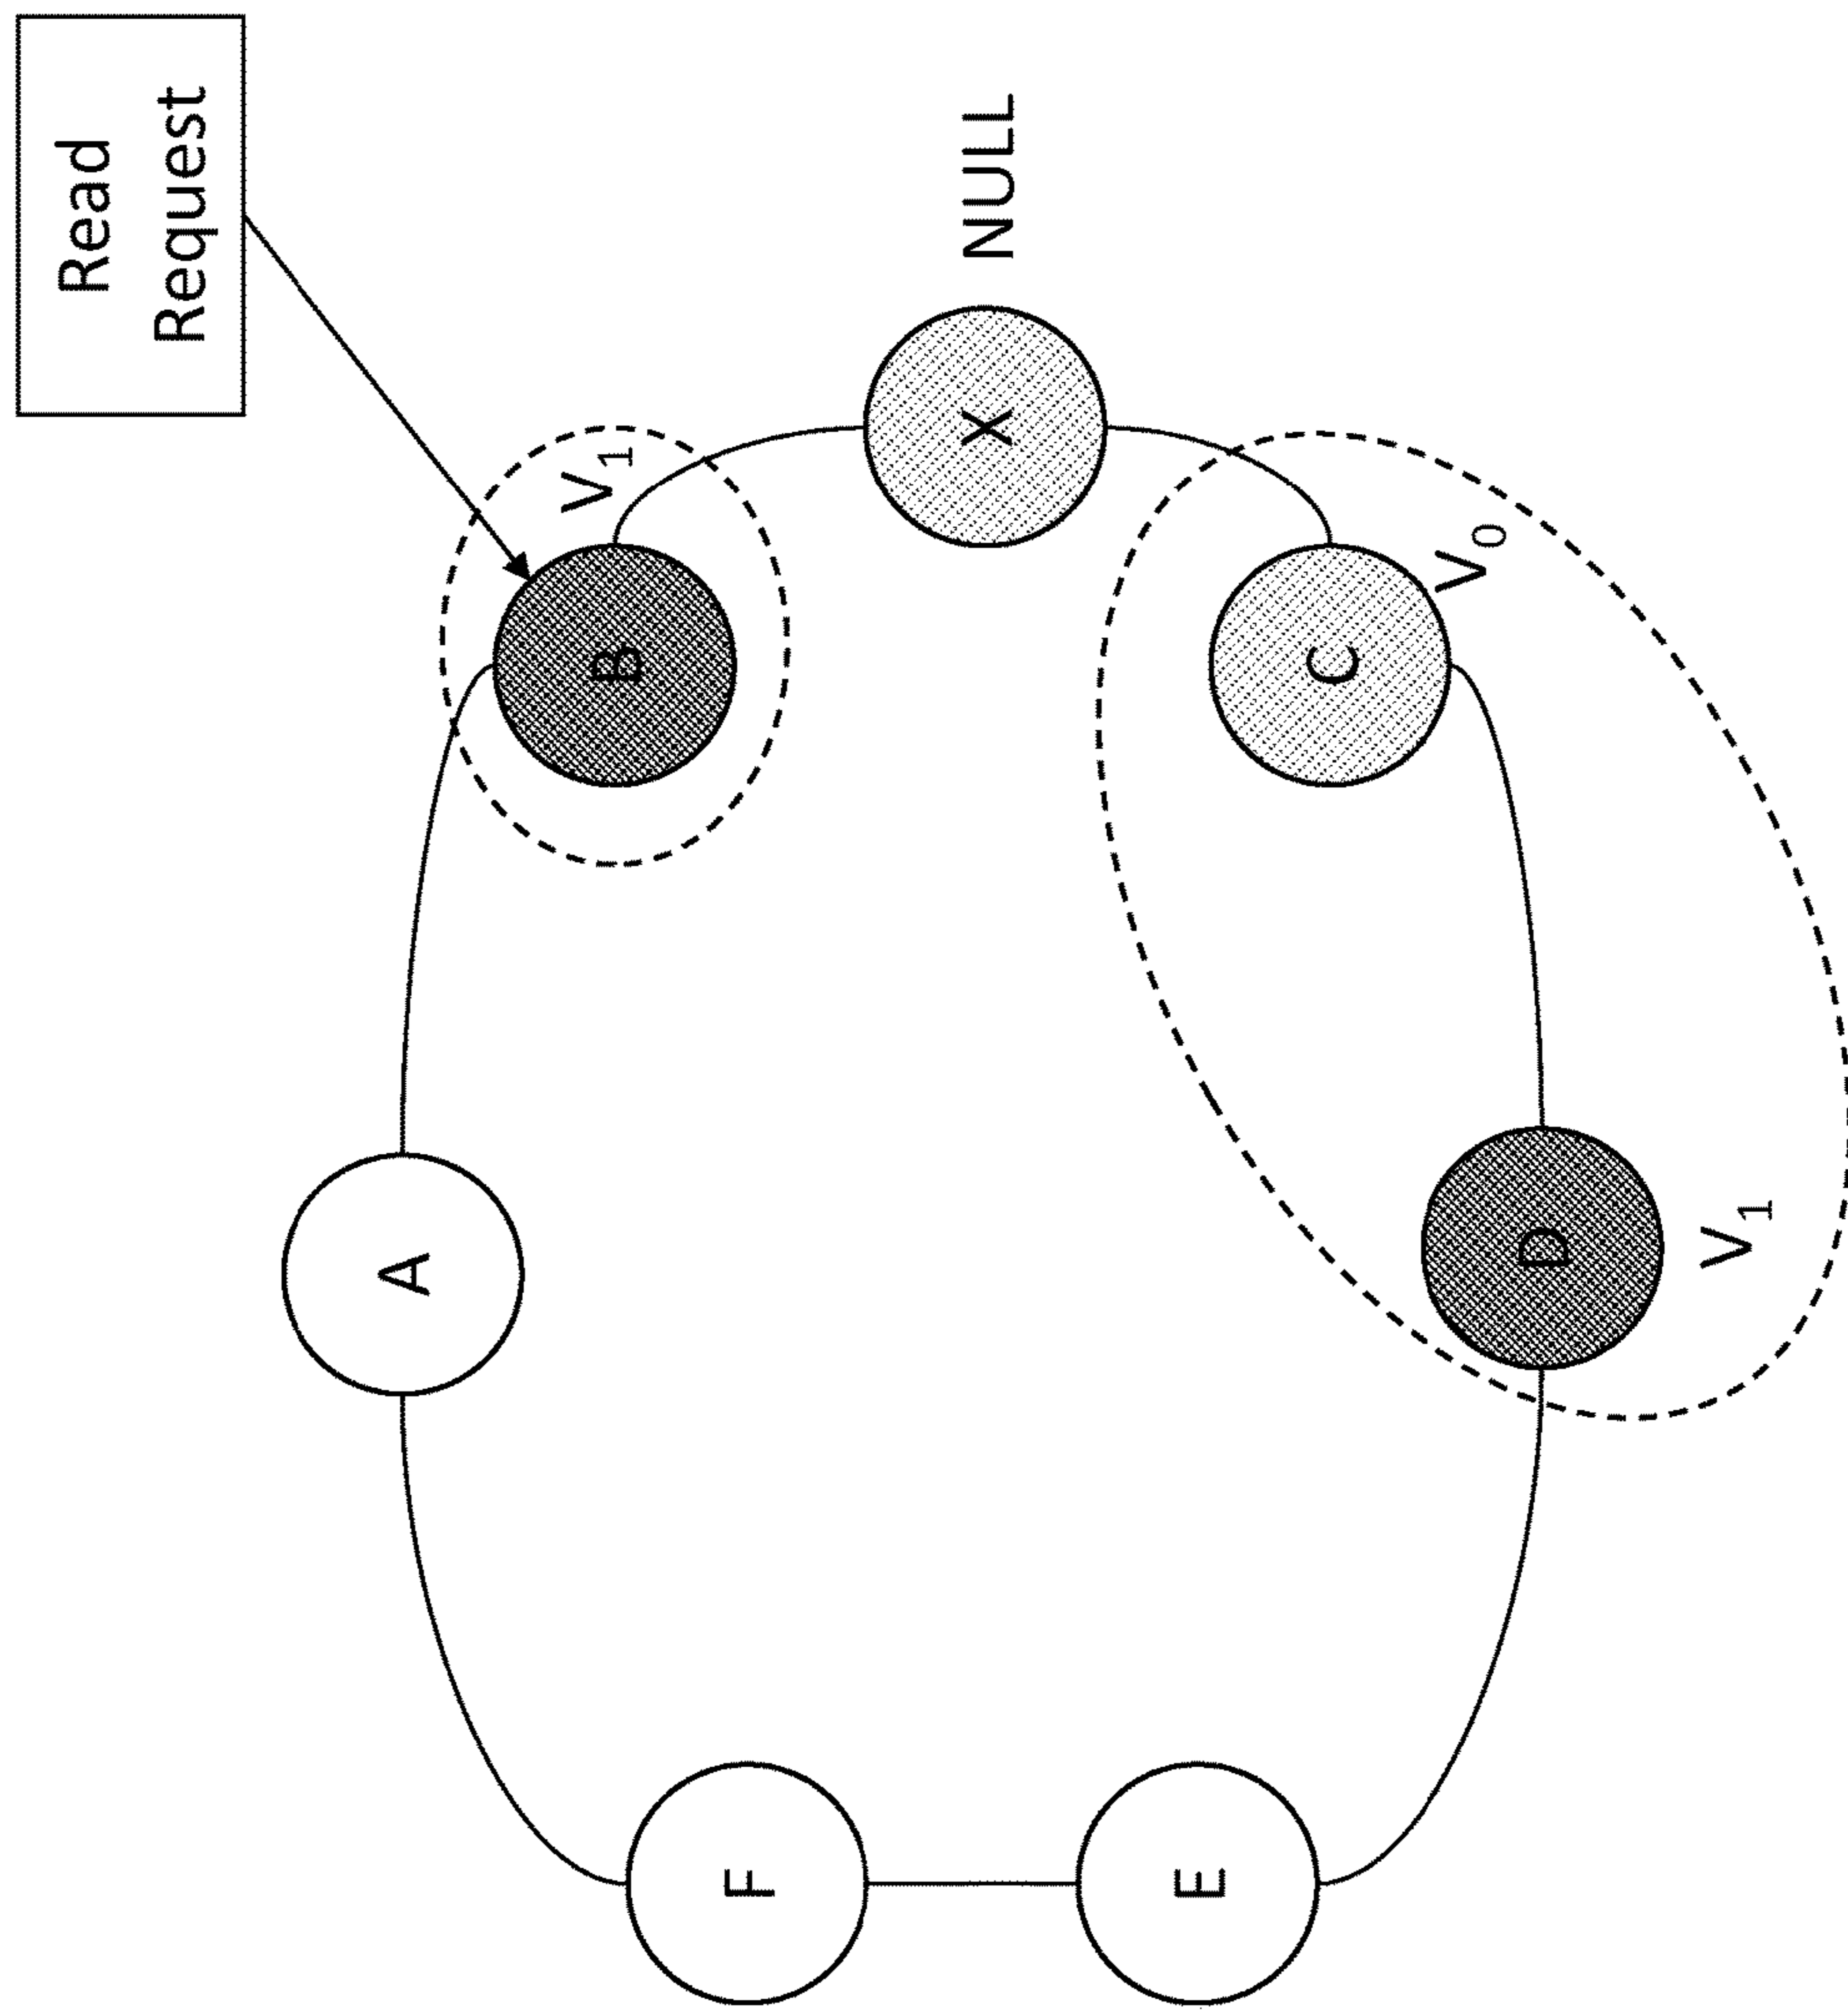 Read
Request
A
B V₁
F
X NULL
E
C
V₀
D
V₁